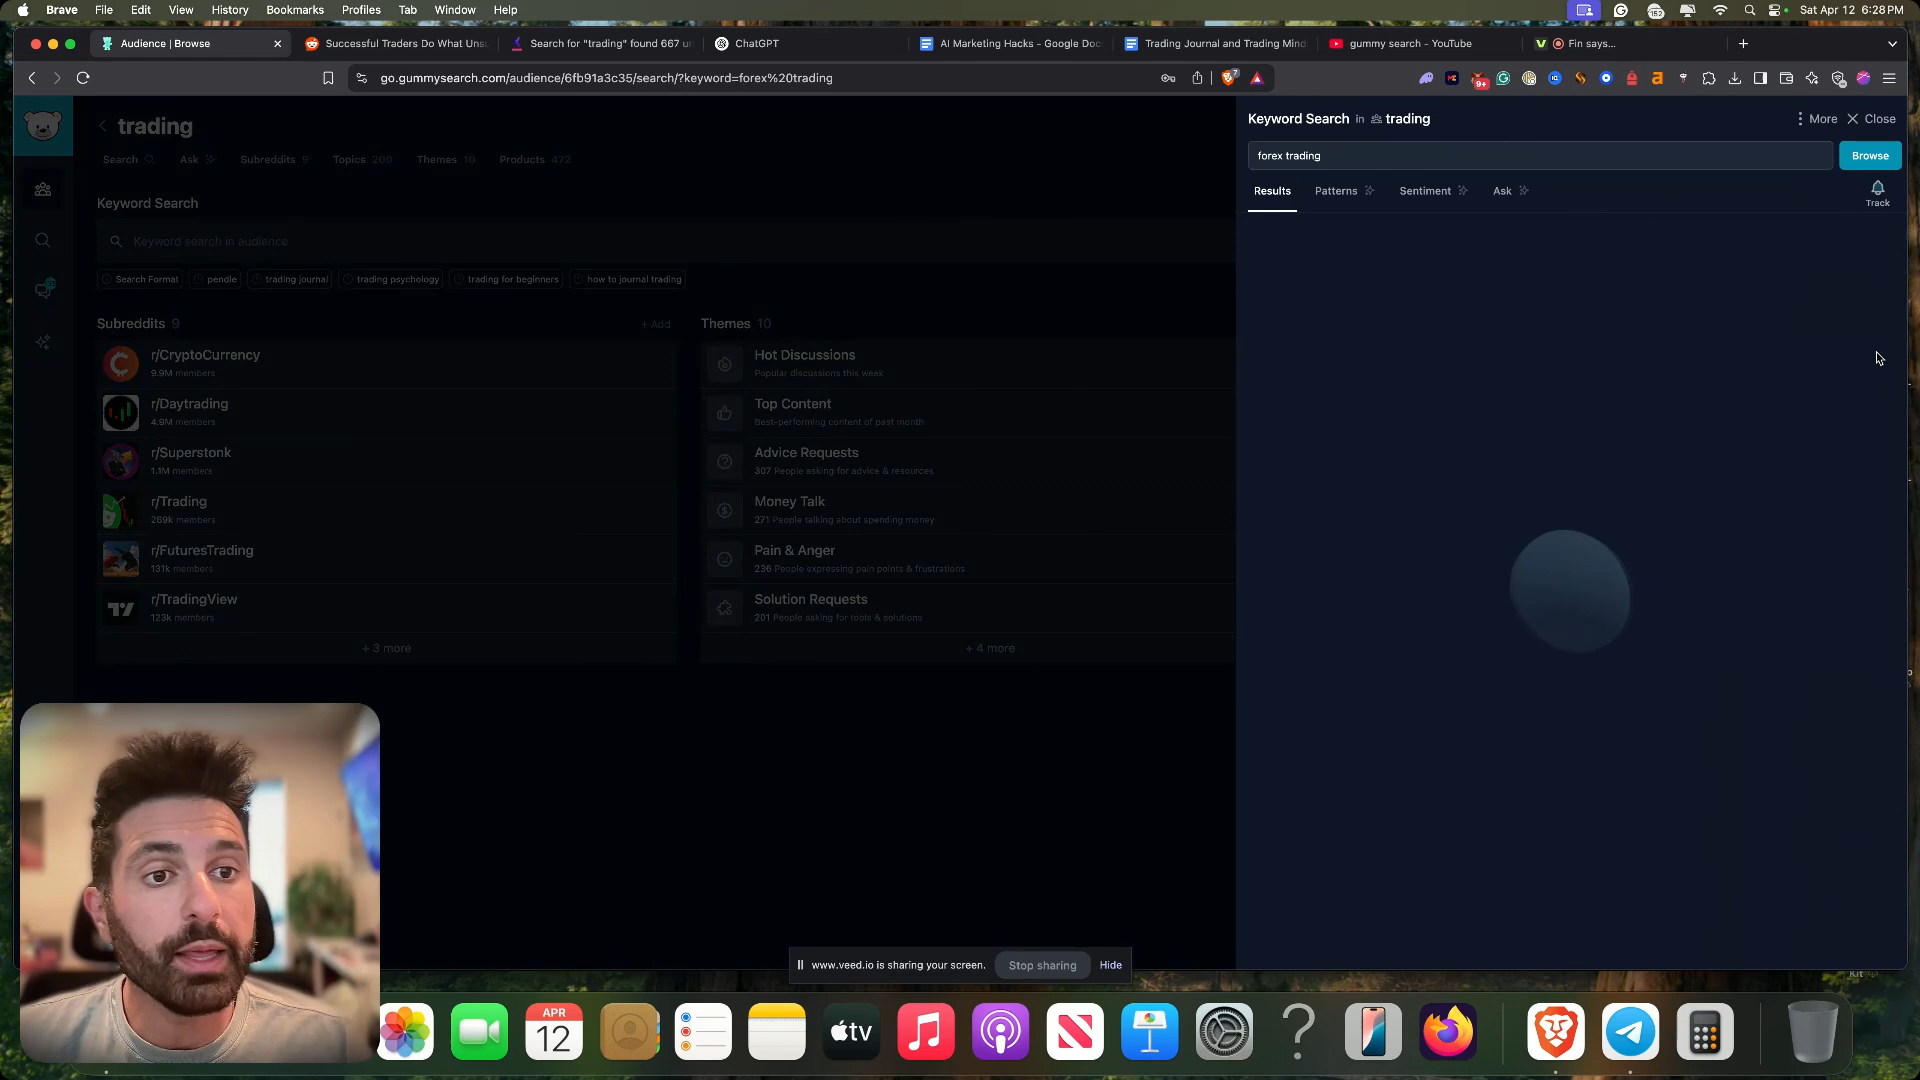 Brave File Edit View History Bookmarks Profiles Tab Window Help
152
Sat Apr 12 6:28 PM
Audience | Browse
Successful Traders Do What Uns
Search for "trading" found 667 u
ChatGPT
AI Marketing Hacks - Google Doc
Trading Journal and Trading Mind
gummy search - YouTube
Fin says...
go.gummysearch.com/audience/6fb91a3c35/search/?keyword=forex%20trading
7
9+
trading
Search Ask Subreddits 9 Topics 200 Themes 10 Products 472
Keyword Search
Keyword search in audience
Search Format pendle trading journal trading psychology trading for beginners how to journal trading
Subreddits 9 + Add
r/CryptoCurrency
9.9M members
r/Daytrading
4.9M members
r/Superstonk
1.1M members
r/Trading
269k members
r/FuturesTrading
131k members
r/TradingView
123k members
+ 3 more
Themes 10
Hot Discussions
Popular discussions this week
Top Content
Best-performing content of past month
Advice Requests
307 People asking for advice & resources
Money Talk
271 People talking about spending money
Pain & Anger
236 People expressing pain points & frustrations
Solution Requests
201 People asking for tools & solutions
+ 4 more
Keyword Search in trading
More Close
forex trading
Browse
Results Patterns Sentiment Ask
Track
www.veed.io is sharing your screen. Stop sharing Hide
Kit
APR
12
tv